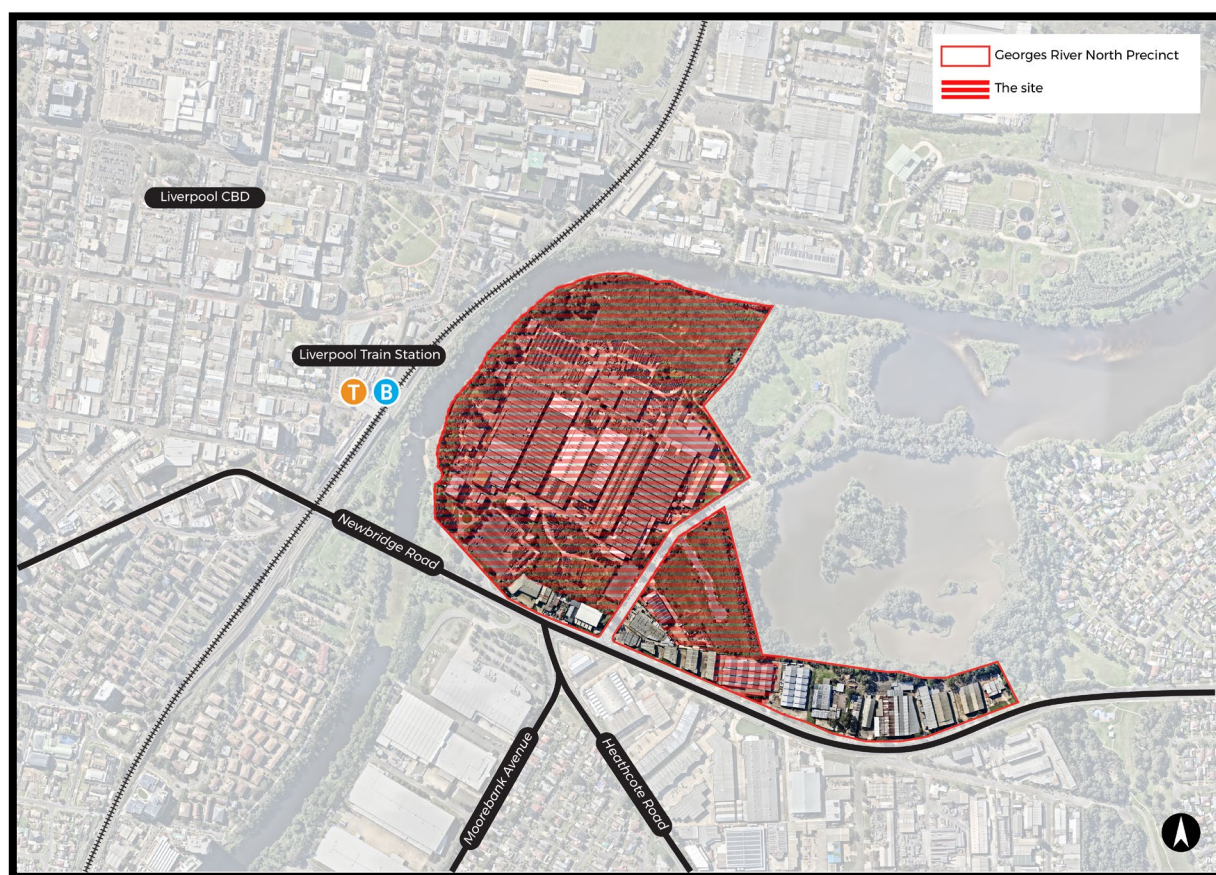 Georges River North Precinct
The site
Liverpool CBD
Liverpool Train Station
T
B
Newbridge Road
Moorebank Avenue
Heathcote Road